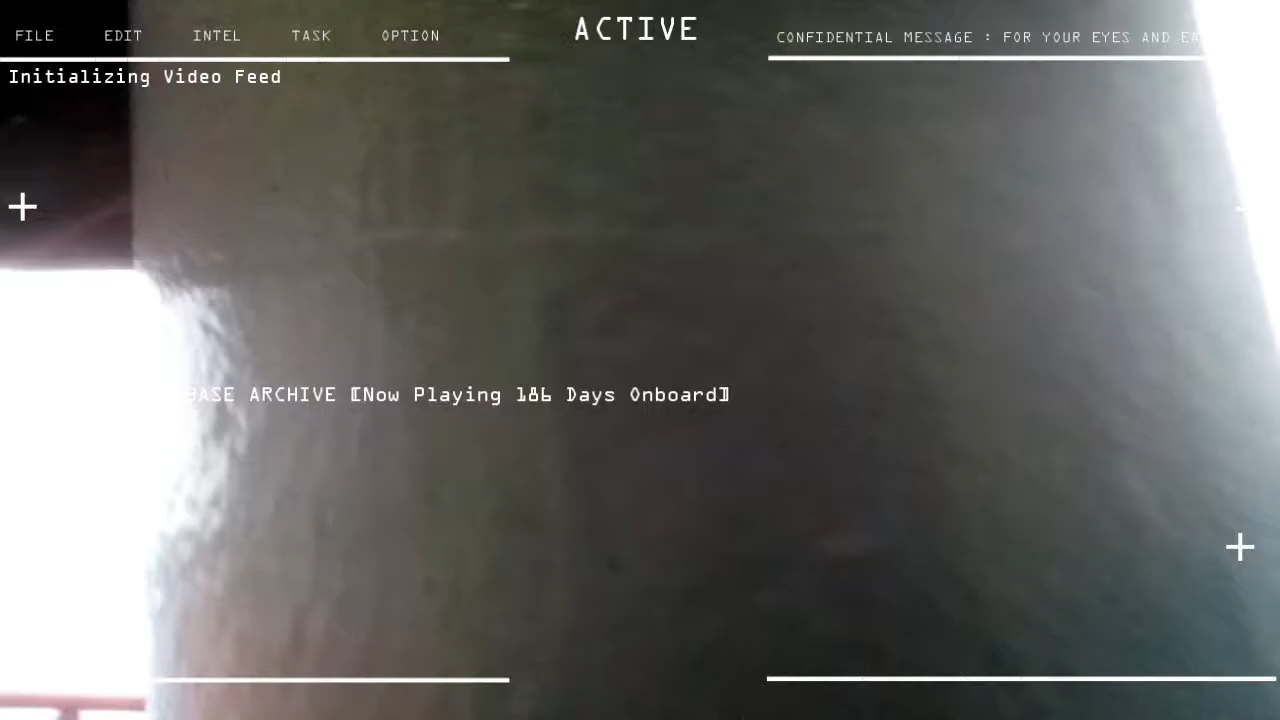 FILE EDIT INTEL TASK OPTION
ACTIVE
CONFIDENTIAL MESSAGE : FOR YOUR EYES AND
Initializing Video Feed
ARCHIVE [Now Playing 186 Days Onboard]